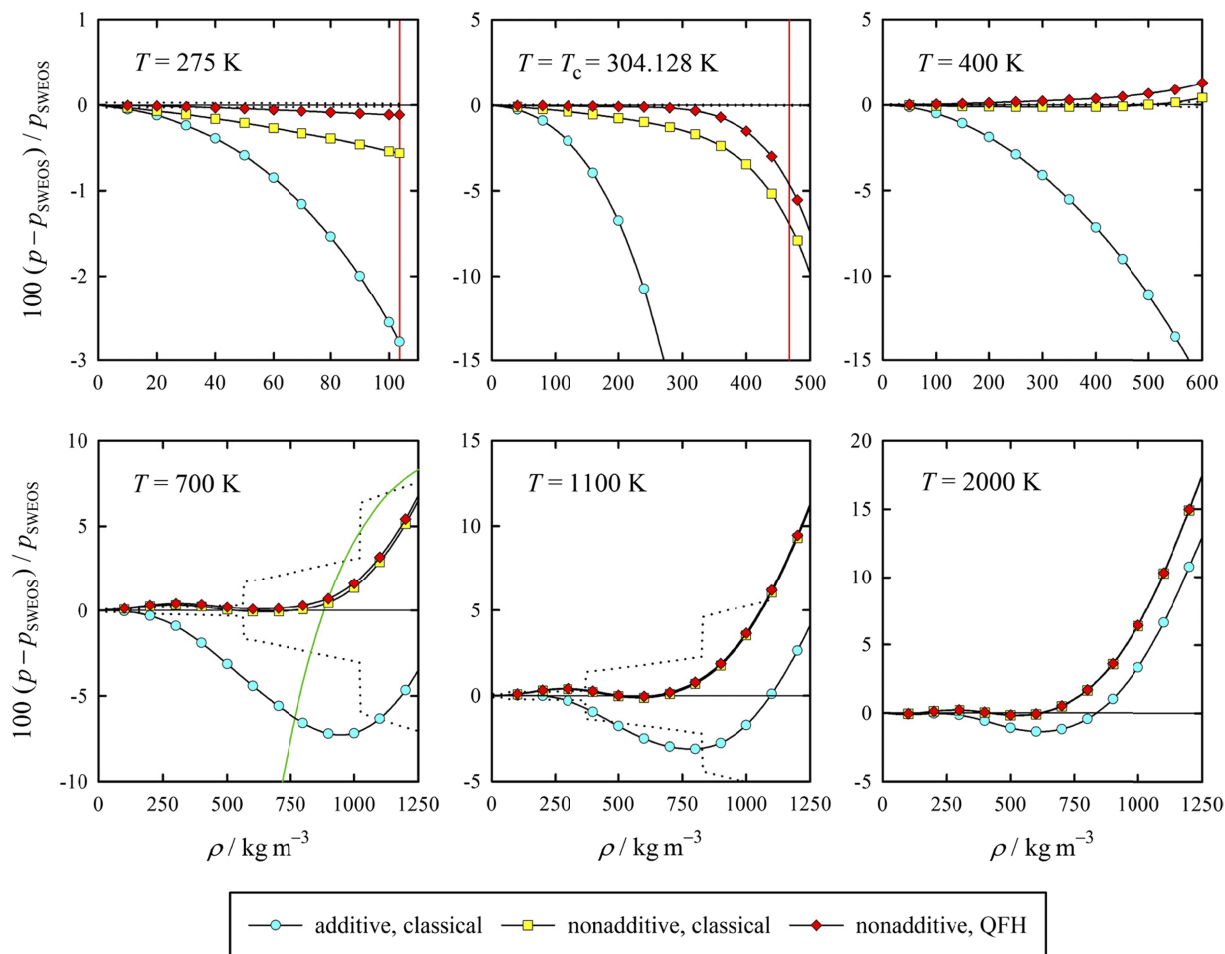 T = 275 K
T = Tc = 304.128 K
T = 400 K
100 (p − pSWEOS) / pSWEOS
1
0
-1
-2
-3
0 20 40 60 80 100
5
0
-5
-10
-15
0 100 200 300 400 500
5
0
-5
-10
-15
0 100 200 300 400 500 600
T = 700 K
T = 1100 K
T = 2000 K
100 (p − pSWEOS) / pSWEOS
10
5
0
-5
-10
0 250 500 750 1000 1250
15
10
5
0
-5
0 250 500 750 1000 1250
20
15
10
5
0
-5
0 250 500 750 1000 1250
ρ / kg m−3
ρ / kg m−3
ρ / kg m−3
additive, classical
nonadditive, classical
nonadditive, QFH